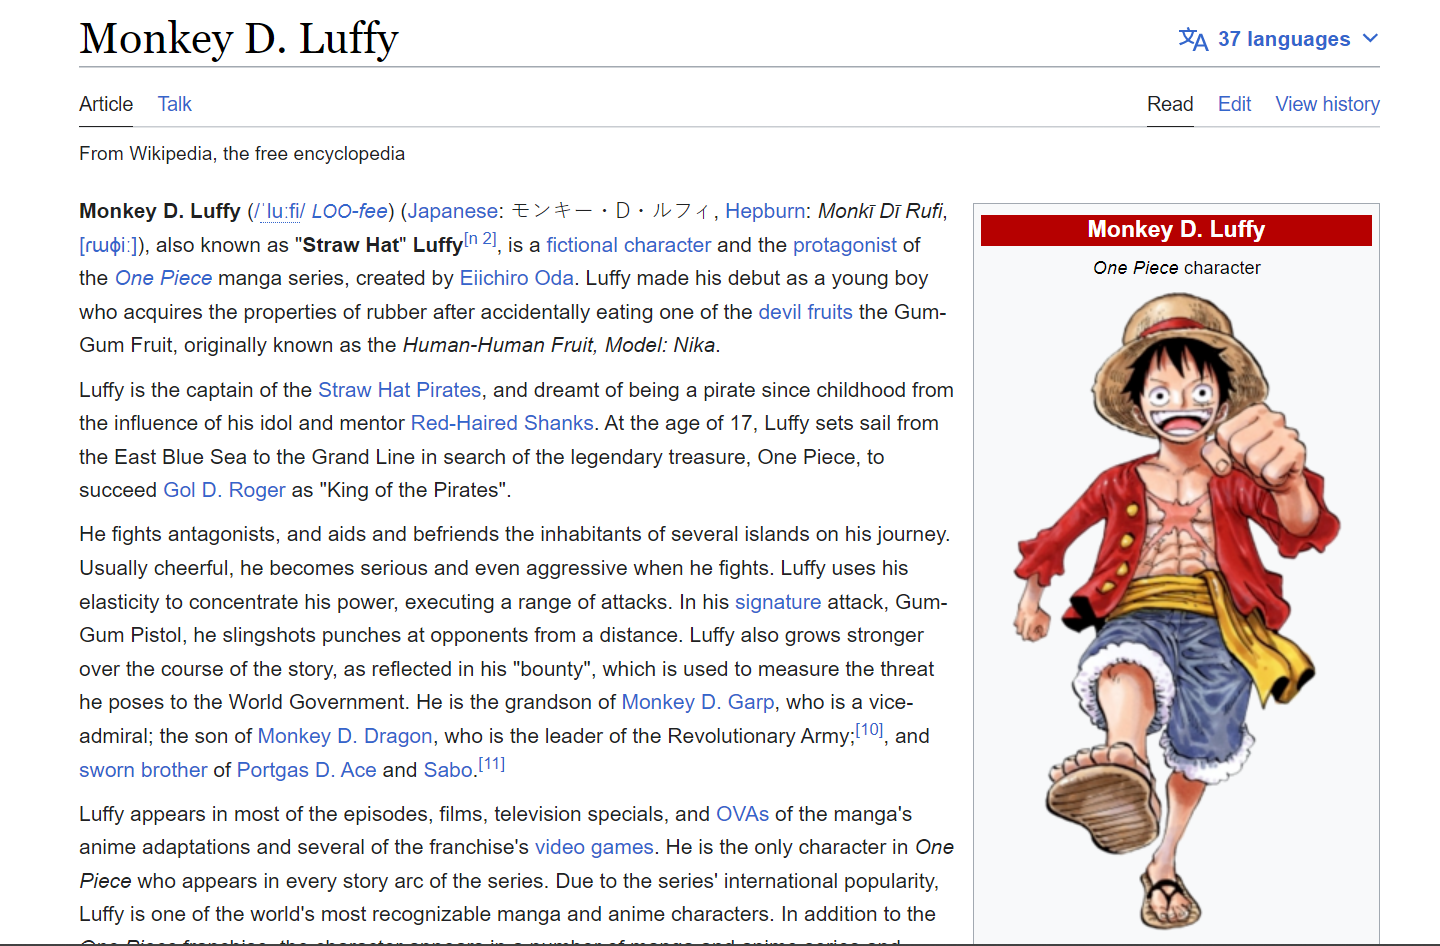 Monkey D. Luffy
37 languages
Article Talk
Read Edit View history
From Wikipedia, the free encyclopedia
Monkey D. Luffy (/ˈluːfi/ LOO-fee) (Japanese: モンキー・D・ルフィ, Hepburn: Monkī Dī Rufi,
[ɾɯɸiː]), also known as "Straw Hat" Luffy[n 2], is a fictional character and the protagonist of
the One Piece manga series, created by Eiichiro Oda. Luffy made his debut as a young boy
who acquires the properties of rubber after accidentally eating one of the devil fruits the Gum-
Gum Fruit, originally known as the Human-Human Fruit, Model: Nika.
Luffy is the captain of the Straw Hat Pirates, and dreamt of being a pirate since childhood from
the influence of his idol and mentor Red-Haired Shanks. At the age of 17, Luffy sets sail from
the East Blue Sea to the Grand Line in search of the legendary treasure, One Piece, to
succeed Gol D. Roger as "King of the Pirates".
He fights antagonists, and aids and befriends the inhabitants of several islands on his journey.
Usually cheerful, he becomes serious and even aggressive when he fights. Luffy uses his
elasticity to concentrate his power, executing a range of attacks. In his signature attack, Gum-
Gum Pistol, he slingshots punches at opponents from a distance. Luffy also grows stronger
over the course of the story, as reflected in his "bounty", which is used to measure the threat
he poses to the World Government. He is the grandson of Monkey D. Garp, who is a vice-
admiral; the son of Monkey D. Dragon, who is the leader of the Revolutionary Army;[10], and
sworn brother of Portgas D. Ace and Sabo.[11]
Luffy appears in most of the episodes, films, television specials, and OVAs of the manga's
anime adaptations and several of the franchise's video games. He is the only character in One
Piece who appears in every story arc of the series. Due to the series' international popularity,
Luffy is one of the world's most recognizable manga and anime characters. In addition to the
Monkey D. Luffy
One Piece character